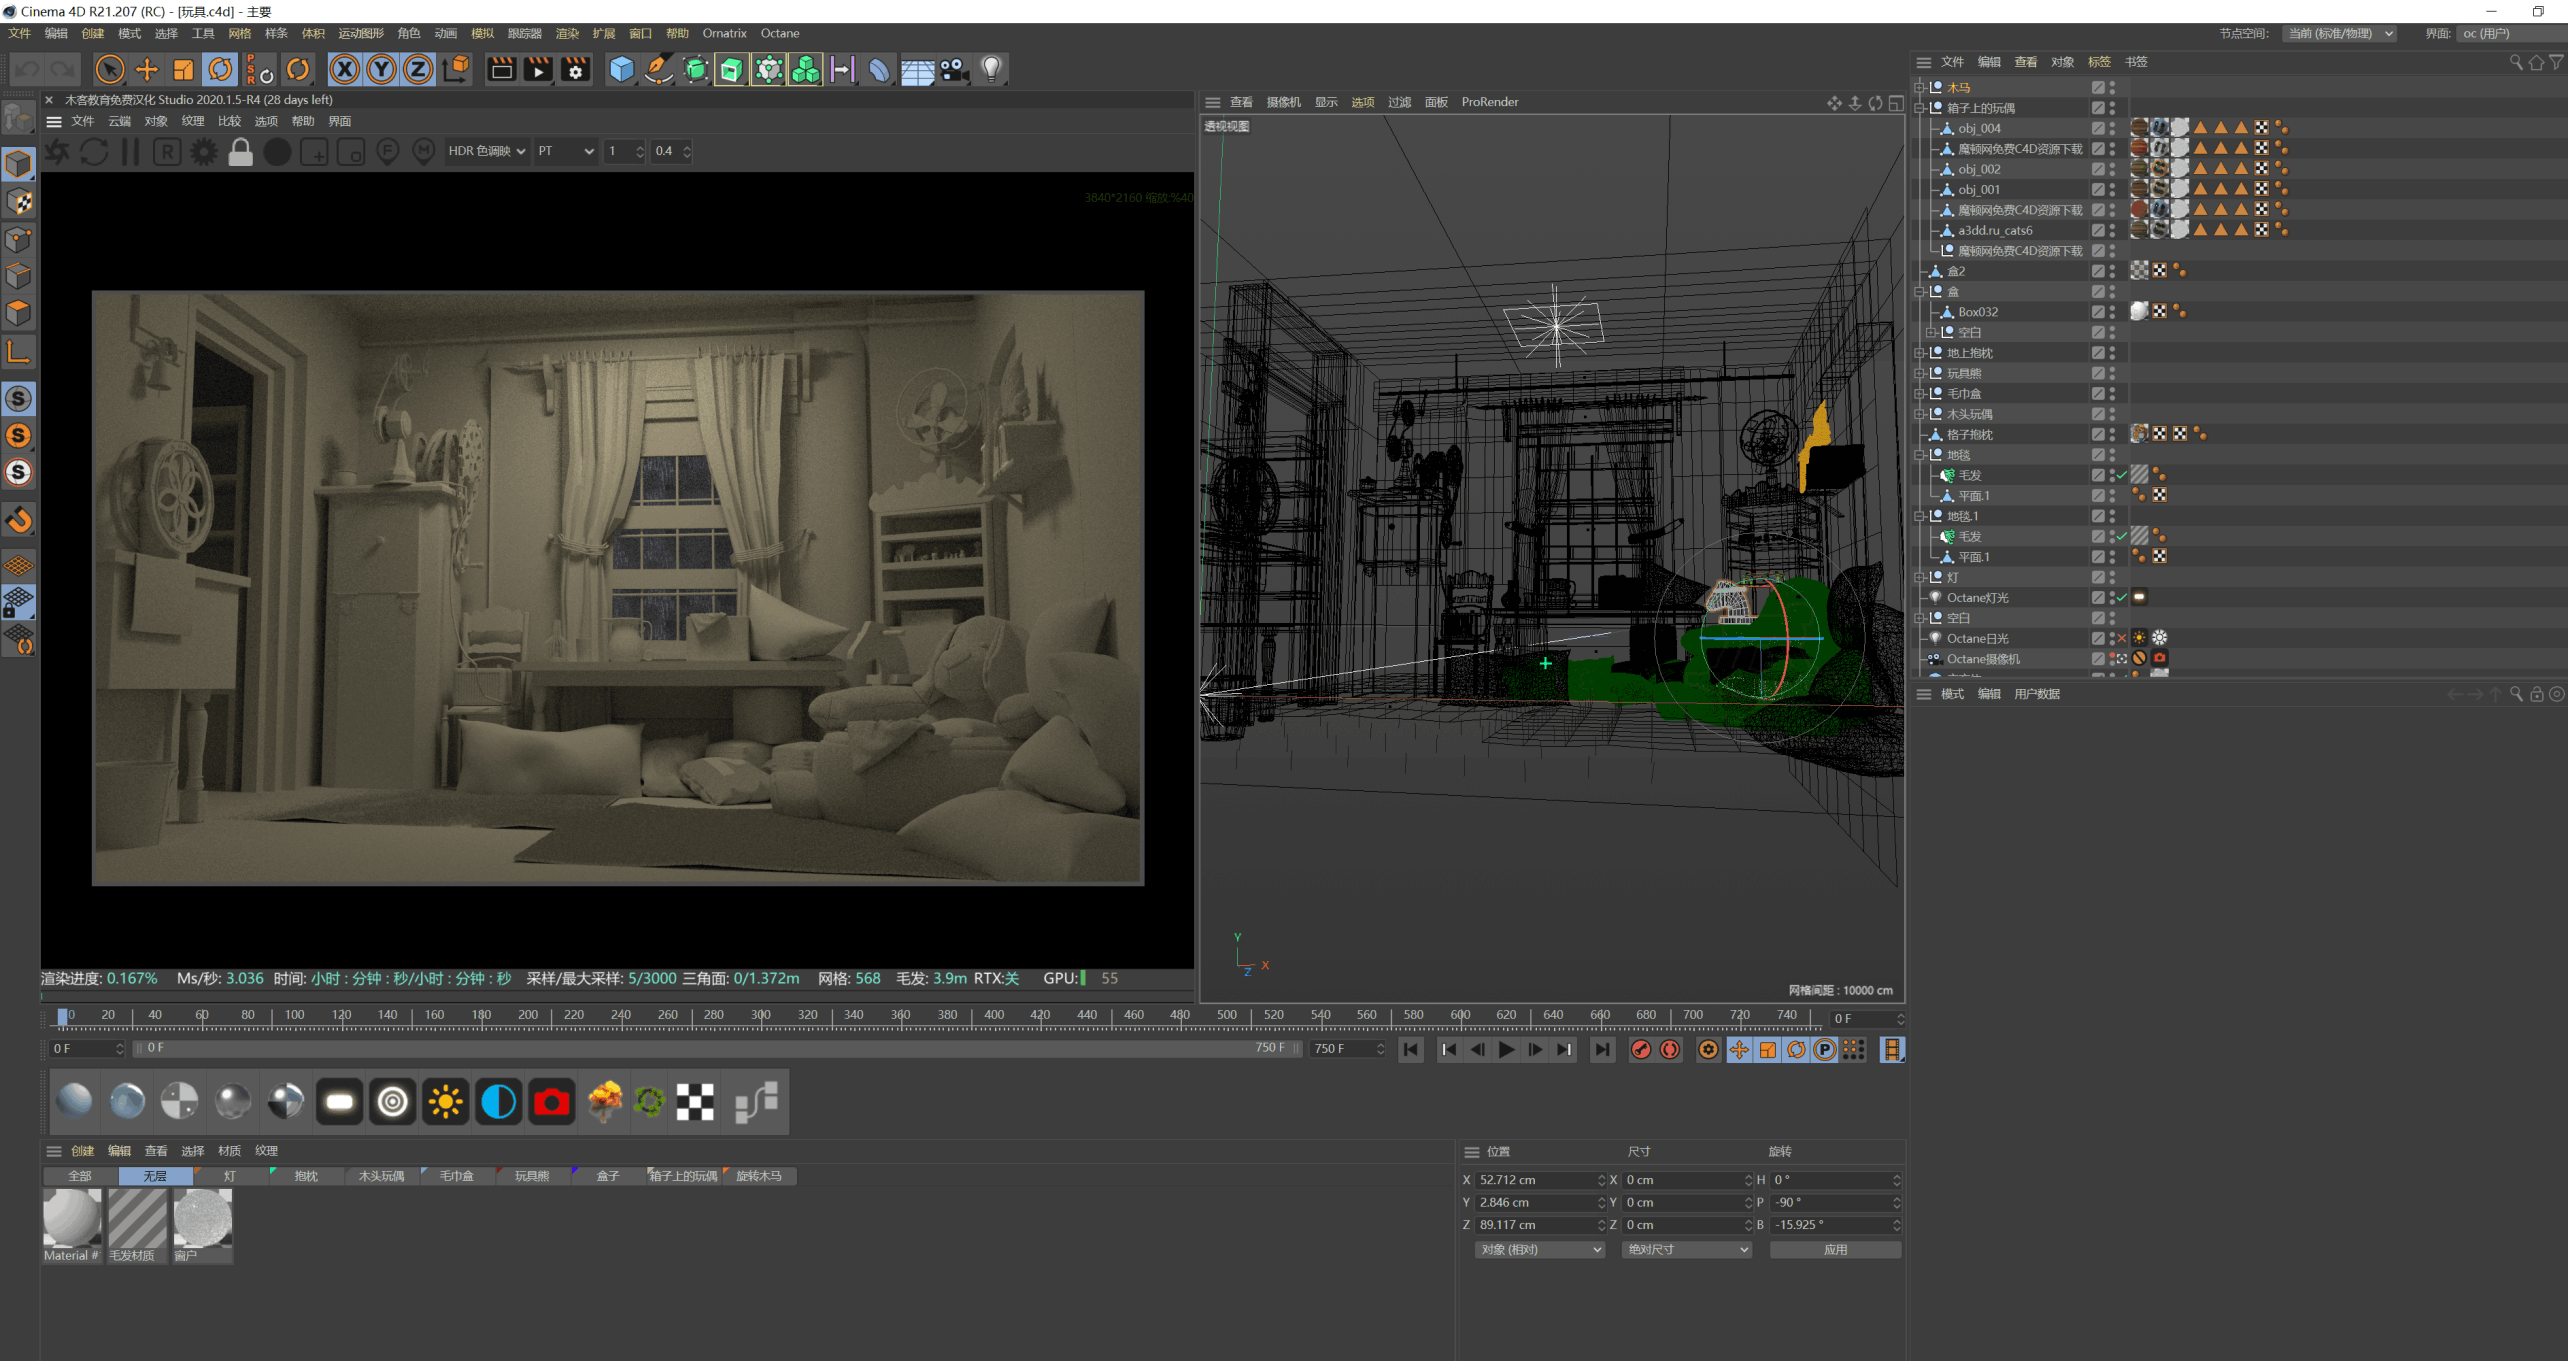 Cinema 4D R21.207 (RC) - [玩具.c4d] - 主要
文件 编辑 创建 模式 选择 工具 网格 样条 体积 运动图形 角色 动画 模拟 跟踪器 渲染 扩展 窗口 帮助 Ornatrix Octane
节点空间: 当前 (标准/物理) 界面: oc (用户)
木客教育免费汉化 Studio 2020.1.5-R4 (28 days left)
文件 云端 对象 纹理 比较 选项 帮助 界面
HDR 色调映 PT 1 0.4
3840*2160 缩放:%40
渲染进度: 0.167% Ms/秒: 3.036 时间: 小时 : 分钟 : 秒/小时 : 分钟 : 秒 采样/最大采样: 5/3000 三角面: 0/1.372m 网格: 568 毛发: 3.9m RTX:关 GPU: 55
查看 摄像机 显示 选项 过滤 面板 ProRender
透视视图
Y
X
Z
网格间距 : 10000 cm
文件 编辑 查看 对象 标签 书签
木马
箱子上的玩偶
obj_004
魔顿网免费C4D资源下载
obj_002
obj_001
魔顿网免费C4D资源下载
a3dd.ru_cats6
魔顿网免费C4D资源下载
盒2
盒
Box032
空白
地上抱枕
玩具熊
毛巾盒
木头玩偶
格子抱枕
地毯
毛发
平面.1
地毯.1
毛发
平面.1
灯
Octane灯光
空白
Octane日光
Octane摄像机
模式 编辑 用户数据
0 20 40 60 80 100 120 140 160 180 200 220 240 260 280 300 320 340 360 380 400 420 440 460 480 500 520 540 560 580 600 620 640 660 680 700 720 740 0 F
0 F 0 F 750 F 750 F
创建 编辑 查看 选择 材质 纹理
全部 无层 灯 抱枕 木头玩偶 毛巾盒 玩具熊 盒子 箱子上的玩偶 旋转木马
Material # 毛发材质 窗户
位置 尺寸 旋转
X 52.712 cm X 0 cm H 0 °
Y 2.846 cm Y 0 cm P -90 °
Z 89.117 cm Z 0 cm B -15.925 °
对象 (相对) 绝对尺寸 应用